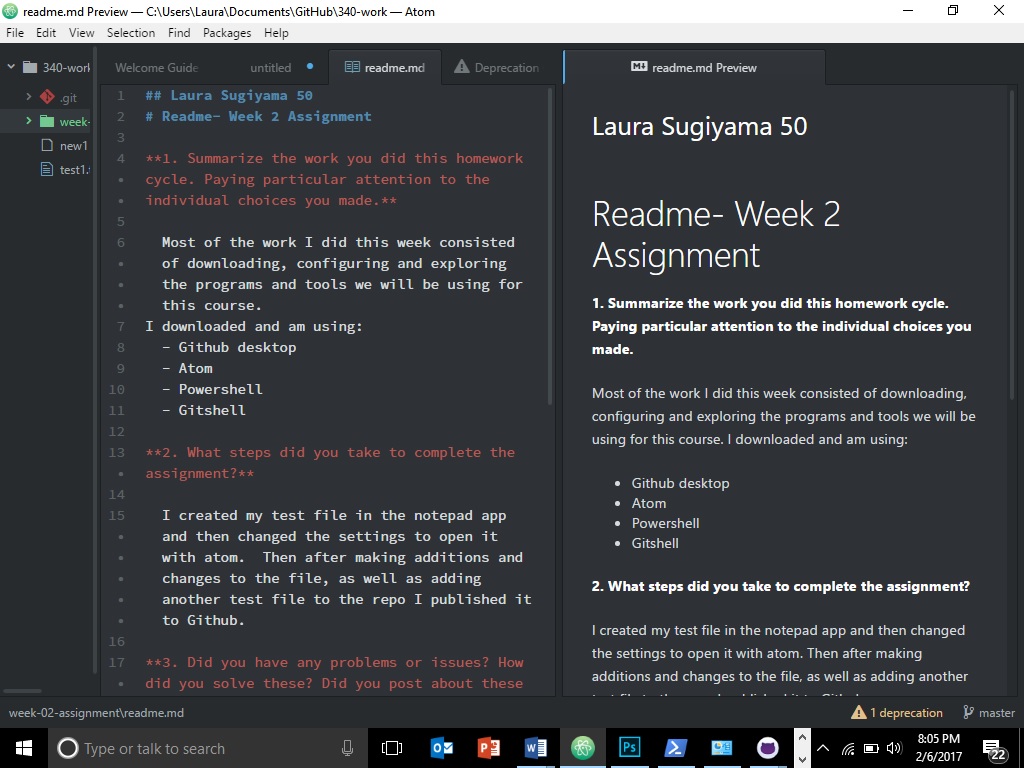 readme.md Preview — C:\Users\Laura\Documents\GitHub\340-work — Atom
File Edit View Selection Find Packages Help
340-work
.git
week-
new1
test1.
Welcome Guide
untitled
readme.md
Deprecation
readme.md Preview
1 ## Laura Sugiyama 50
2 # Readme- Week 2 Assignment
3
4 **1. Summarize the work you did this homework
• cycle. Paying particular attention to the
• individual choices you made.**
5
6 Most of the work I did this week consisted
• of downloading, configuring and exploring
• the programs and tools we will be using for
• this course.
7 I downloaded and am using:
8 - Github desktop
9 - Atom
10 - Powershell
11 - Gitshell
12
13 **2. What steps did you take to complete the
• assignment?**
14
15 I created my test file in the notepad app
• and then changed the settings to open it
• with atom.  Then after making additions and
• changes to the file, as well as adding
• another test file to the repo I published it
• to Github.
16
17 **3. Did you have any problems or issues? How
• did you solve these? Did you post about these
Laura Sugiyama 50
Readme- Week 2
Assignment
1. Summarize the work you did this homework cycle.
Paying particular attention to the individual choices you
made.
Most of the work I did this week consisted of downloading,
configuring and exploring the programs and tools we will be
using for this course. I downloaded and am using:
• Github desktop
• Atom
• Powershell
• Gitshell
2. What steps did you take to complete the assignment?
I created my test file in the notepad app and then changed
the settings to open it with atom. Then after making
additions and changes to the file, as well as adding another
week-02-assignment\readme.md
1 deprecation
master
Type or talk to search
8:05 PM
2/6/2017
22